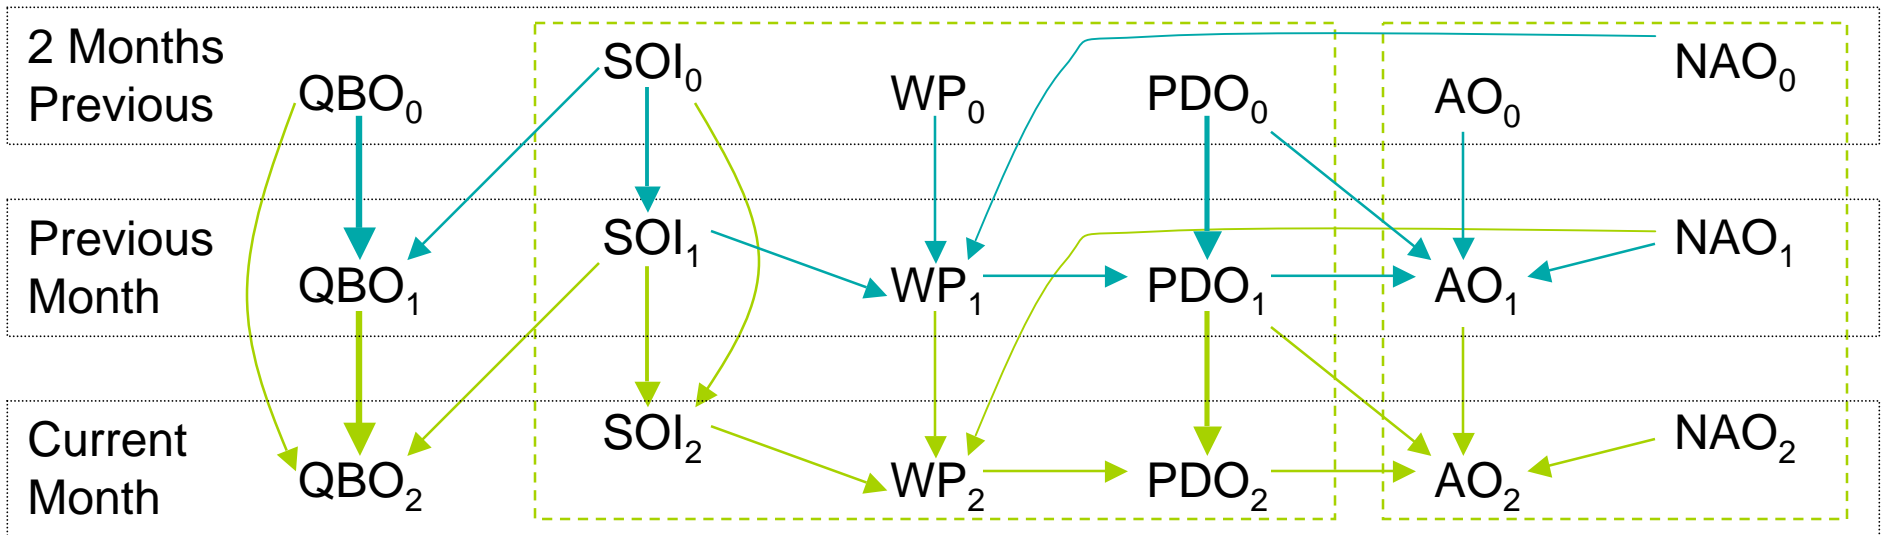 2 Months
Previous
QBO₀
SOI₀
WP₀
PDO₀
AO₀
NAO₀
Previous
Month
QBO₁
SOI₁
WP₁
PDO₁
AO₁
NAO₁
Current
Month
QBO₂
SOI₂
WP₂
PDO₂
AO₂
NAO₂